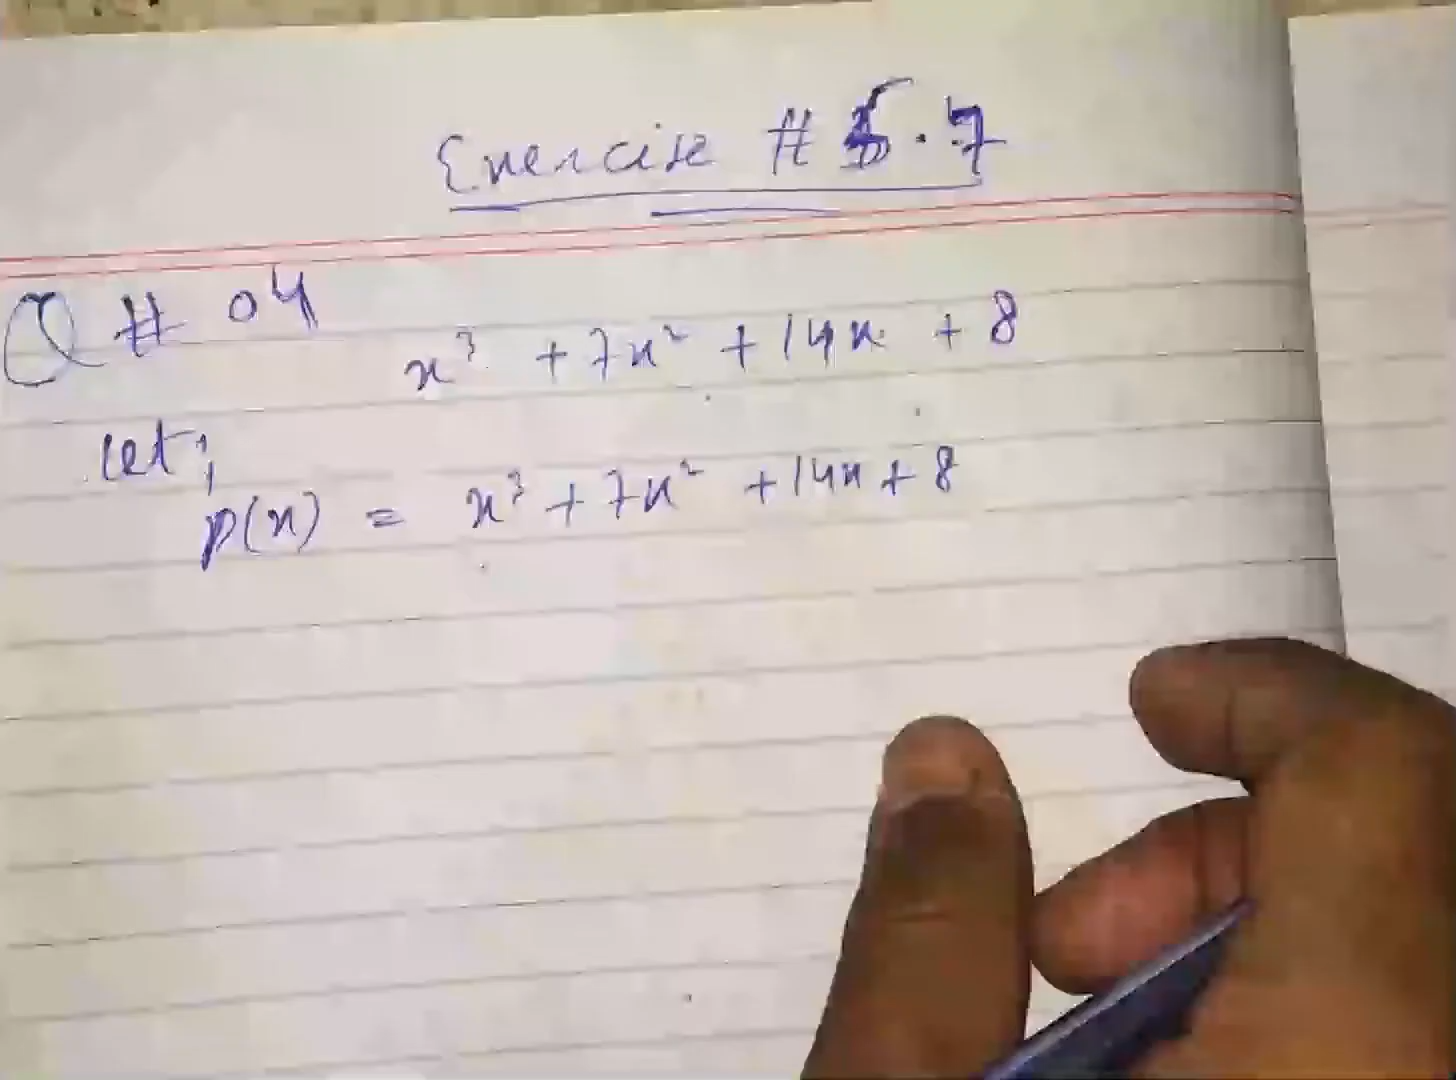 Exercise # 5.7
Q # 04
x³ + 7x² + 14x + 8
let;
p(x) = x³ + 7x² + 14x + 8